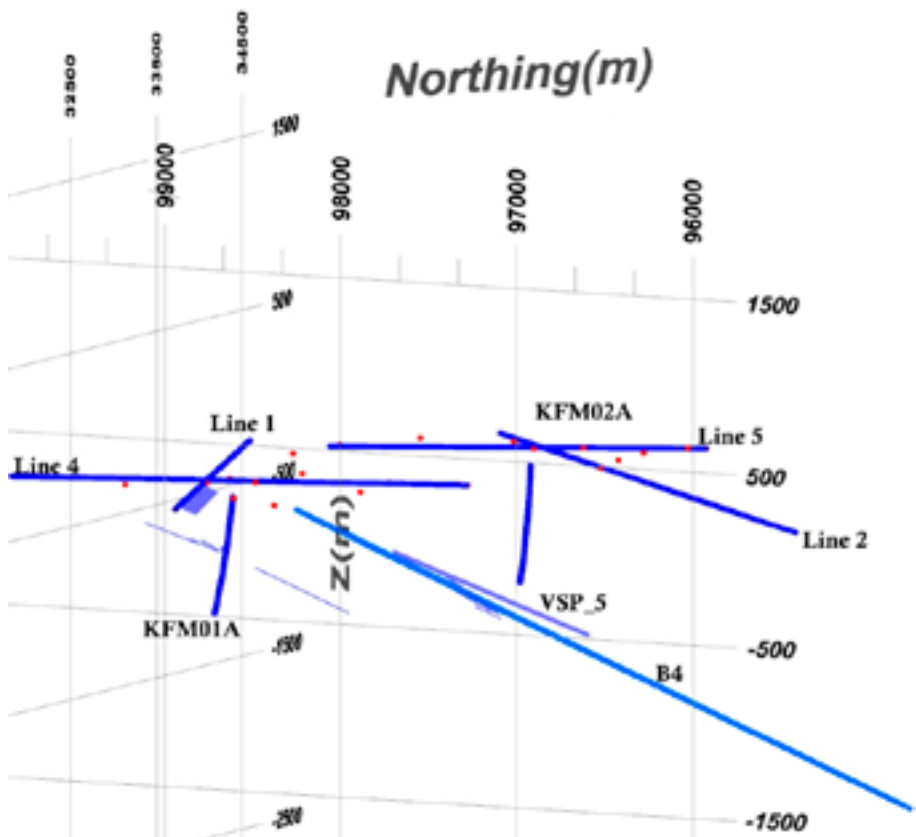 Northing(m)
32500
33500
34500
1500
99000
98000
97000
96000
500
1500
KFM02A
Line 1
Line 5
Line 4
-500
500
Line 2
Z(m)
VSP_5
KFM01A
-1500
-500
B4
-2500
-1500